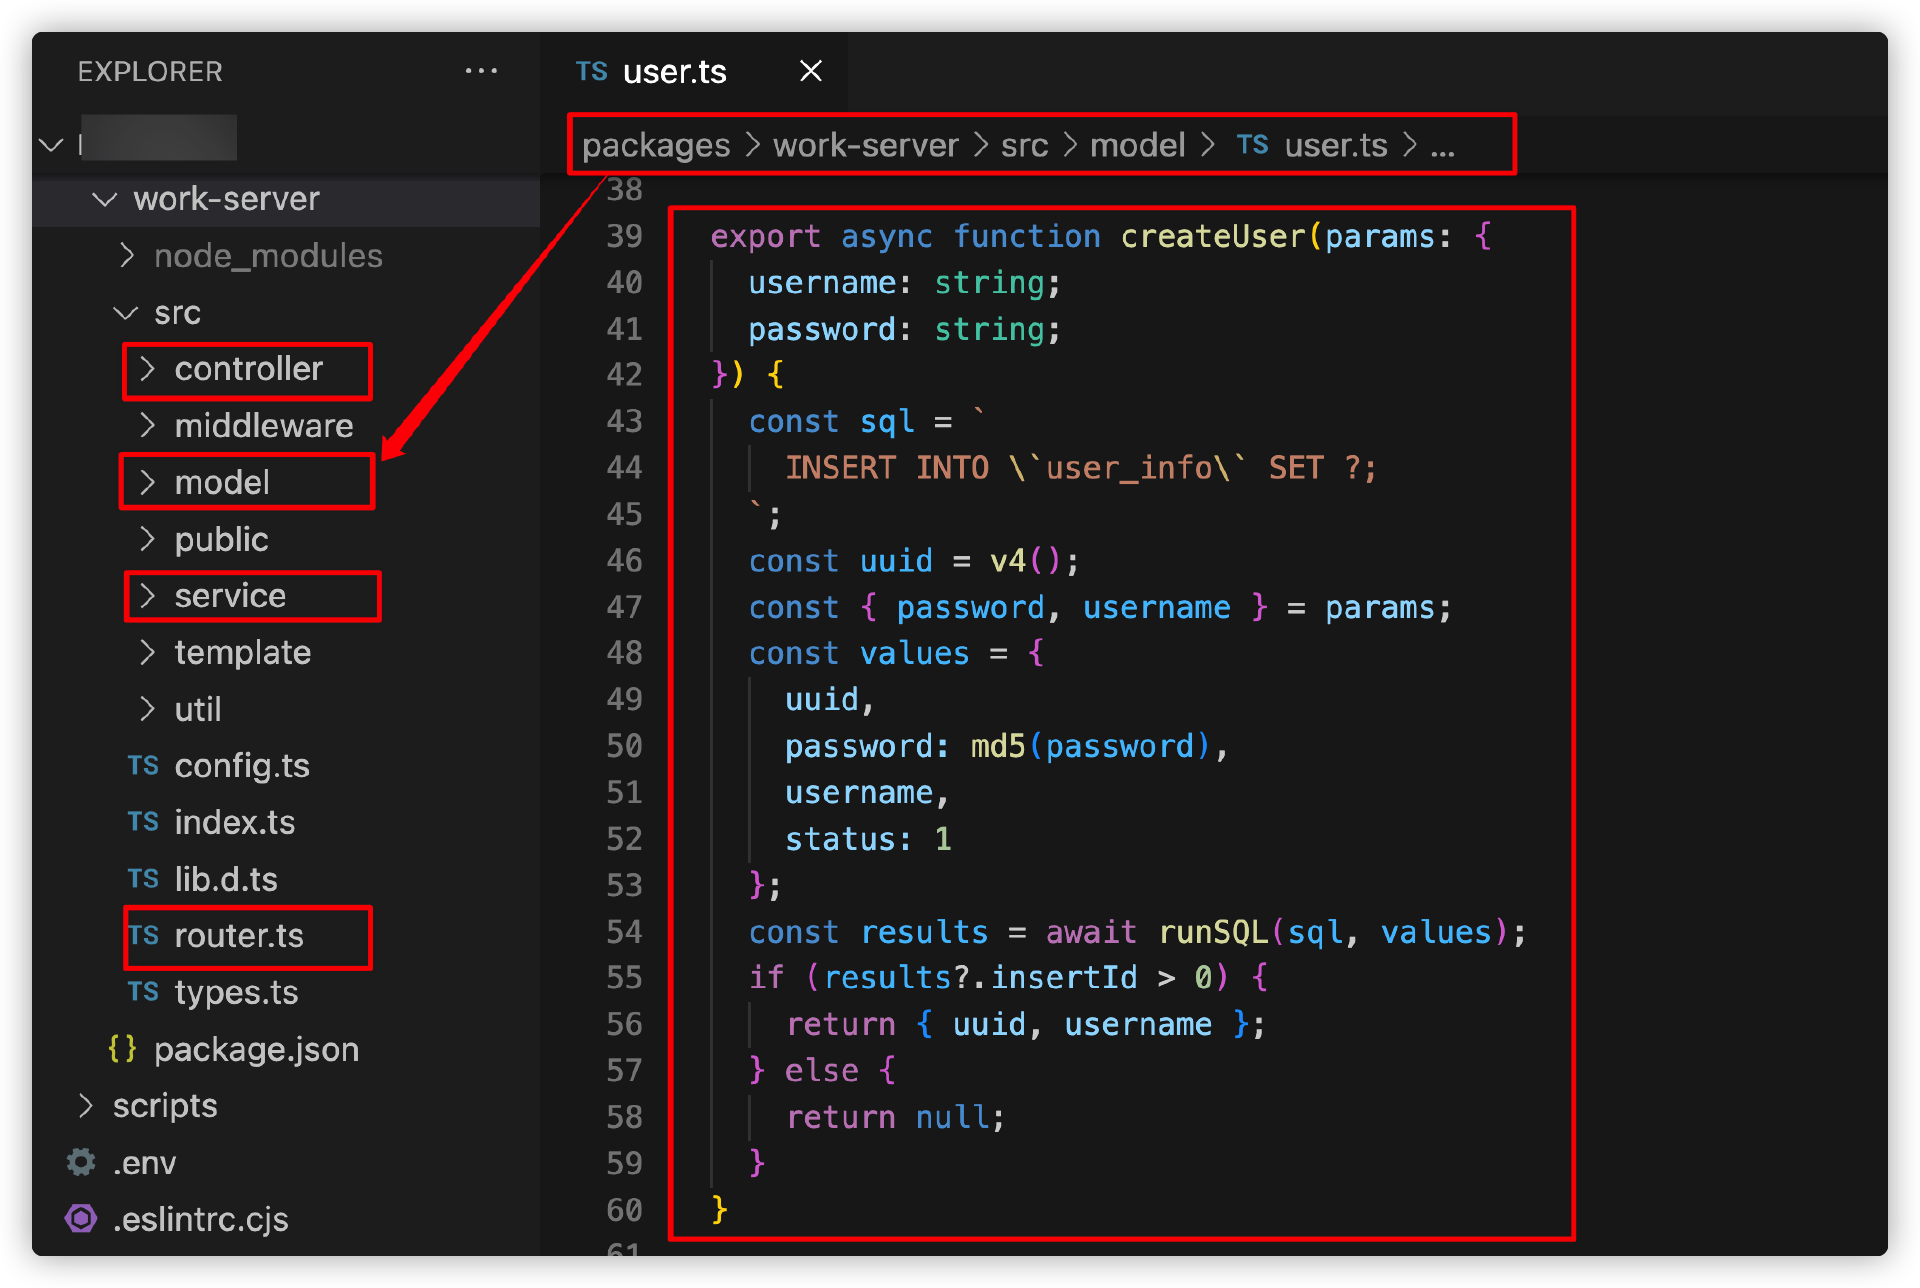 EXPLORER
work-server
node_modules
src
controller
middleware
model
public
service
template
util
TS config.ts
TS index.ts
TS lib.d.ts
TS router.ts
TS types.ts
{} package.json
scripts
.env
.eslintrc.cjs
TS user.ts
packages > work-server > src > model > TS user.ts > ...
38
39 export async function createUser(params: {
40   username: string;
41   password: string;
42 }) {
43   const sql = `
44     INSERT INTO \`user_info\` SET ?;
45   `;
46   const uuid = v4();
47   const { password, username } = params;
48   const values = {
49     uuid,
50     password: md5(password),
51     username,
52     status: 1
53   };
54   const results = await runSQL(sql, values);
55   if (results?.insertId > 0) {
56     return { uuid, username };
57   } else {
58     return null;
59   }
60 }
61